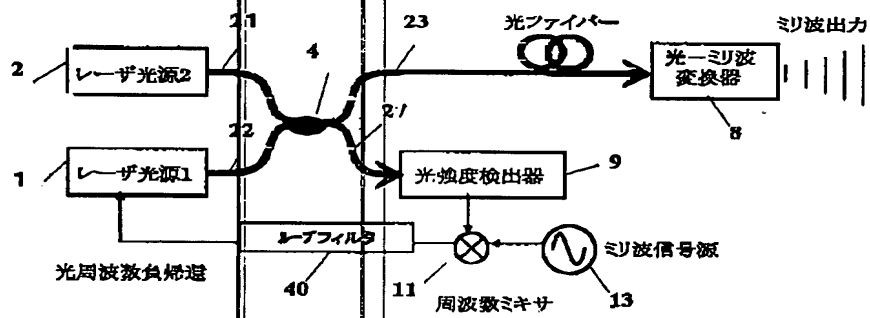 21
23
光ファイバー
ミリ波出力
2
レーザ光源2
4
光ーミリ波
変換器
8
22
1
レーザ光源1
光強度検出器
9
ループフィルタ
ミリ波信号源
光周波数負帰還
40
11
13
周波数ミキサ